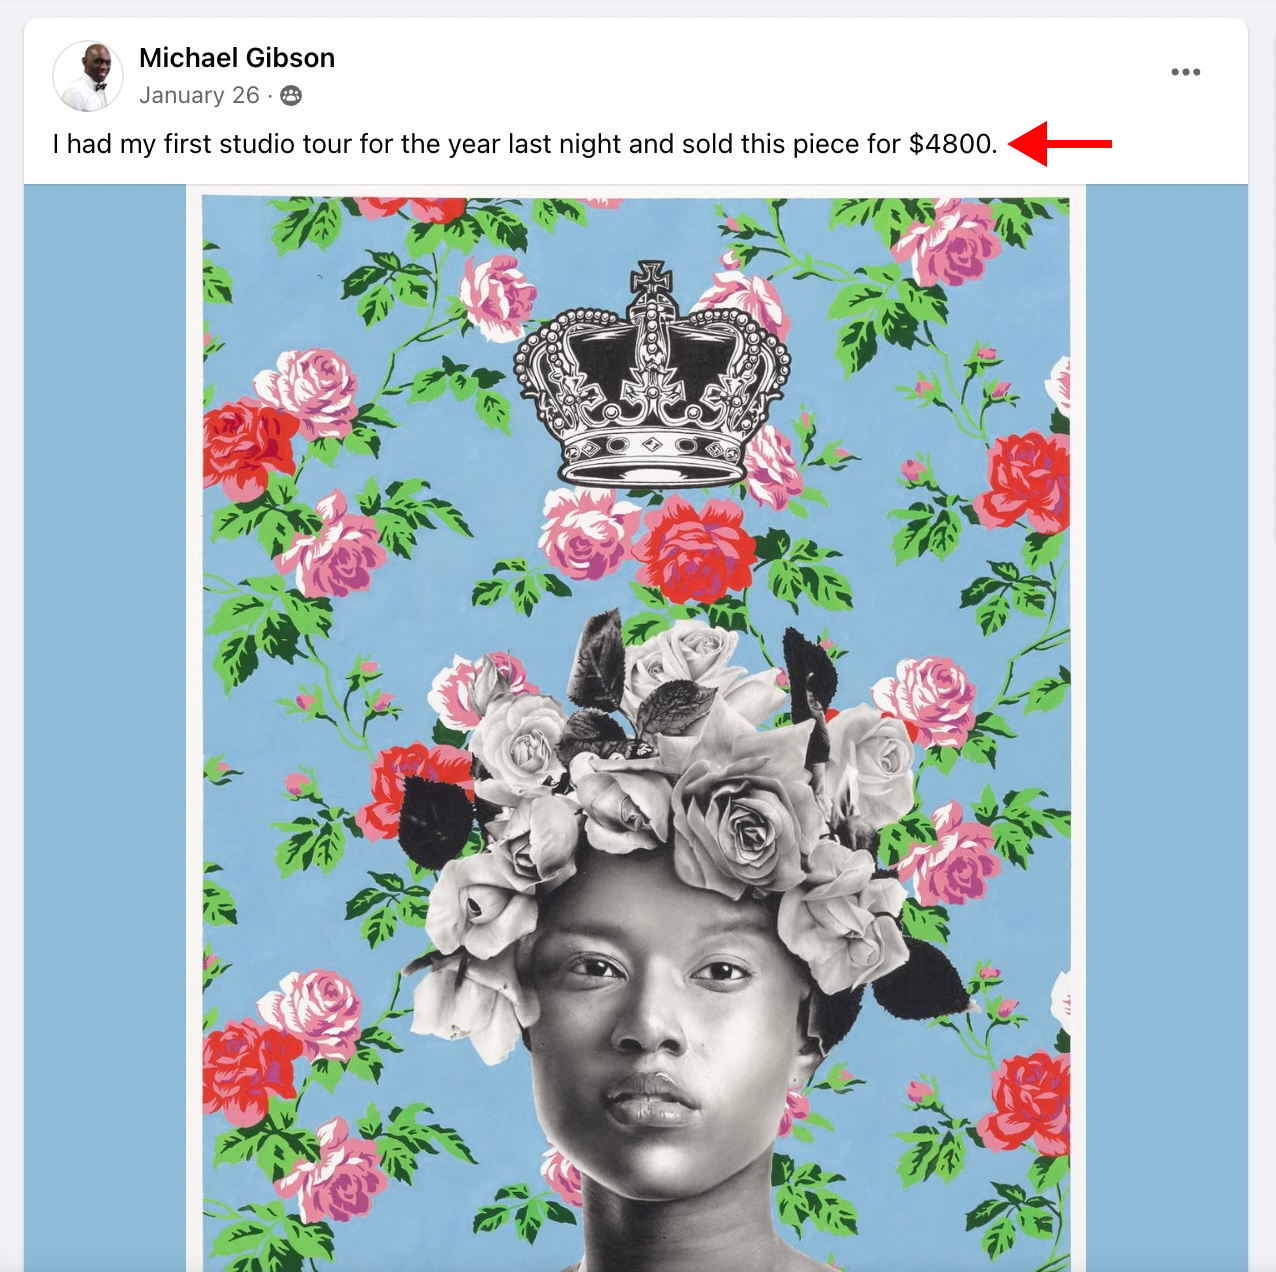 Michael Gibson
January 26 ·
I had my first studio tour for the year last night and sold this piece for $4800.